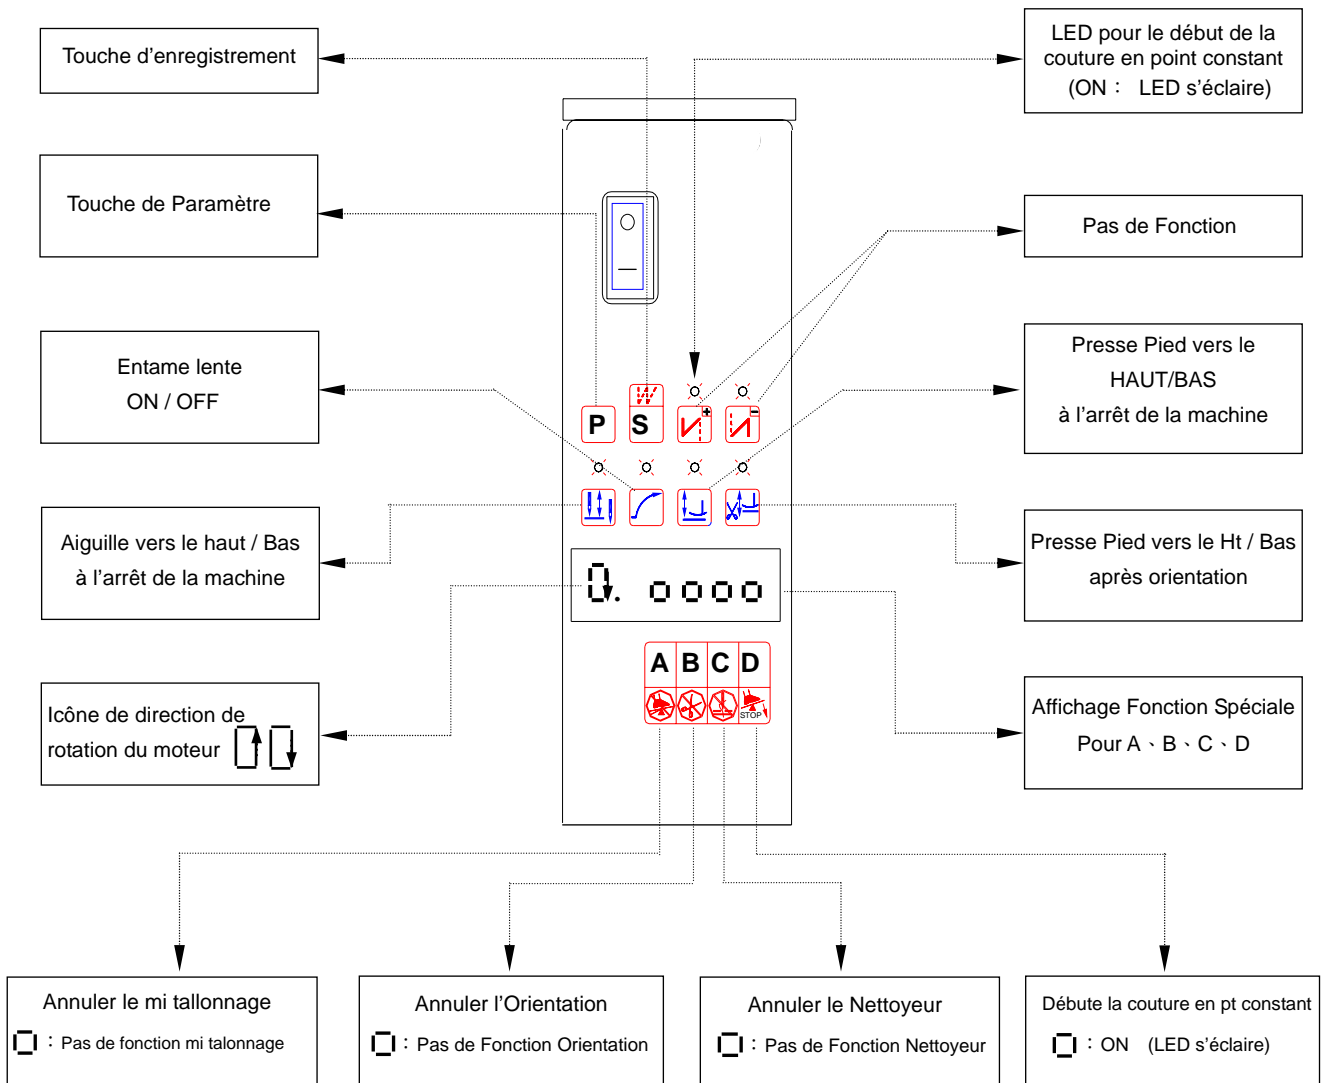 Touche d'enregistrement
LED pour le début de la
couture en point constant
(ON : LED s'éclaire)
Touche de Paramètre
Pas de Fonction
Entame lente
ON / OFF
Presse Pied vers le
HAUT/BAS
à l'arrêt de la machine
W
P
S
+
−
Aiguille vers le haut / Bas
à l'arrêt de la machine
Presse Pied vers le Ht / Bas
après orientation
0. oooo
A B C D
STOP
Icône de direction de
rotation du moteur
Affichage Fonction Spéciale
Pour A、B、C、D
Annuler le mi tallonnage
: Pas de fonction mi talonnage
Annuler l'Orientation
: Pas de Fonction Orientation
Annuler le Nettoyeur
: Pas de Fonction Nettoyeur
Débute la couture en pt constant
: ON (LED s'éclaire)